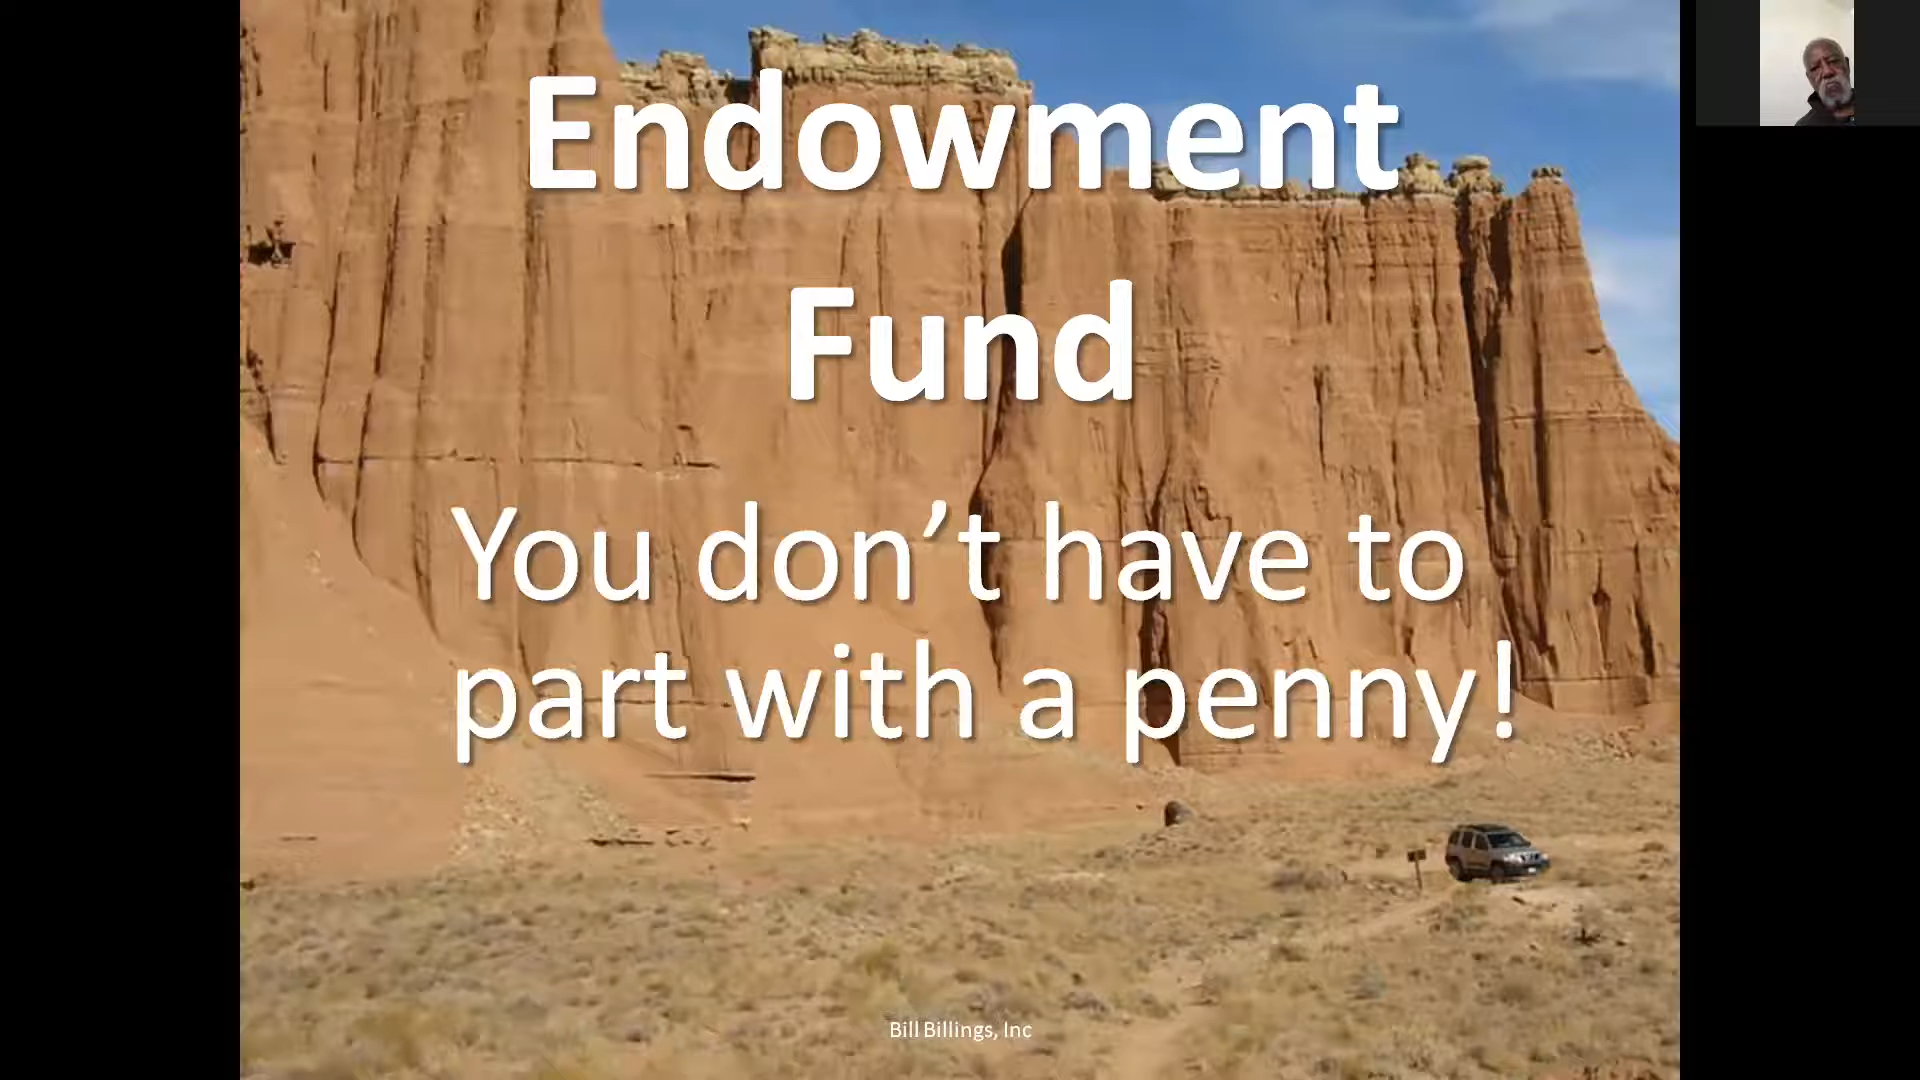 Endowment
Fund
You don’t have to
part with a penny!
Bill Billings, Inc